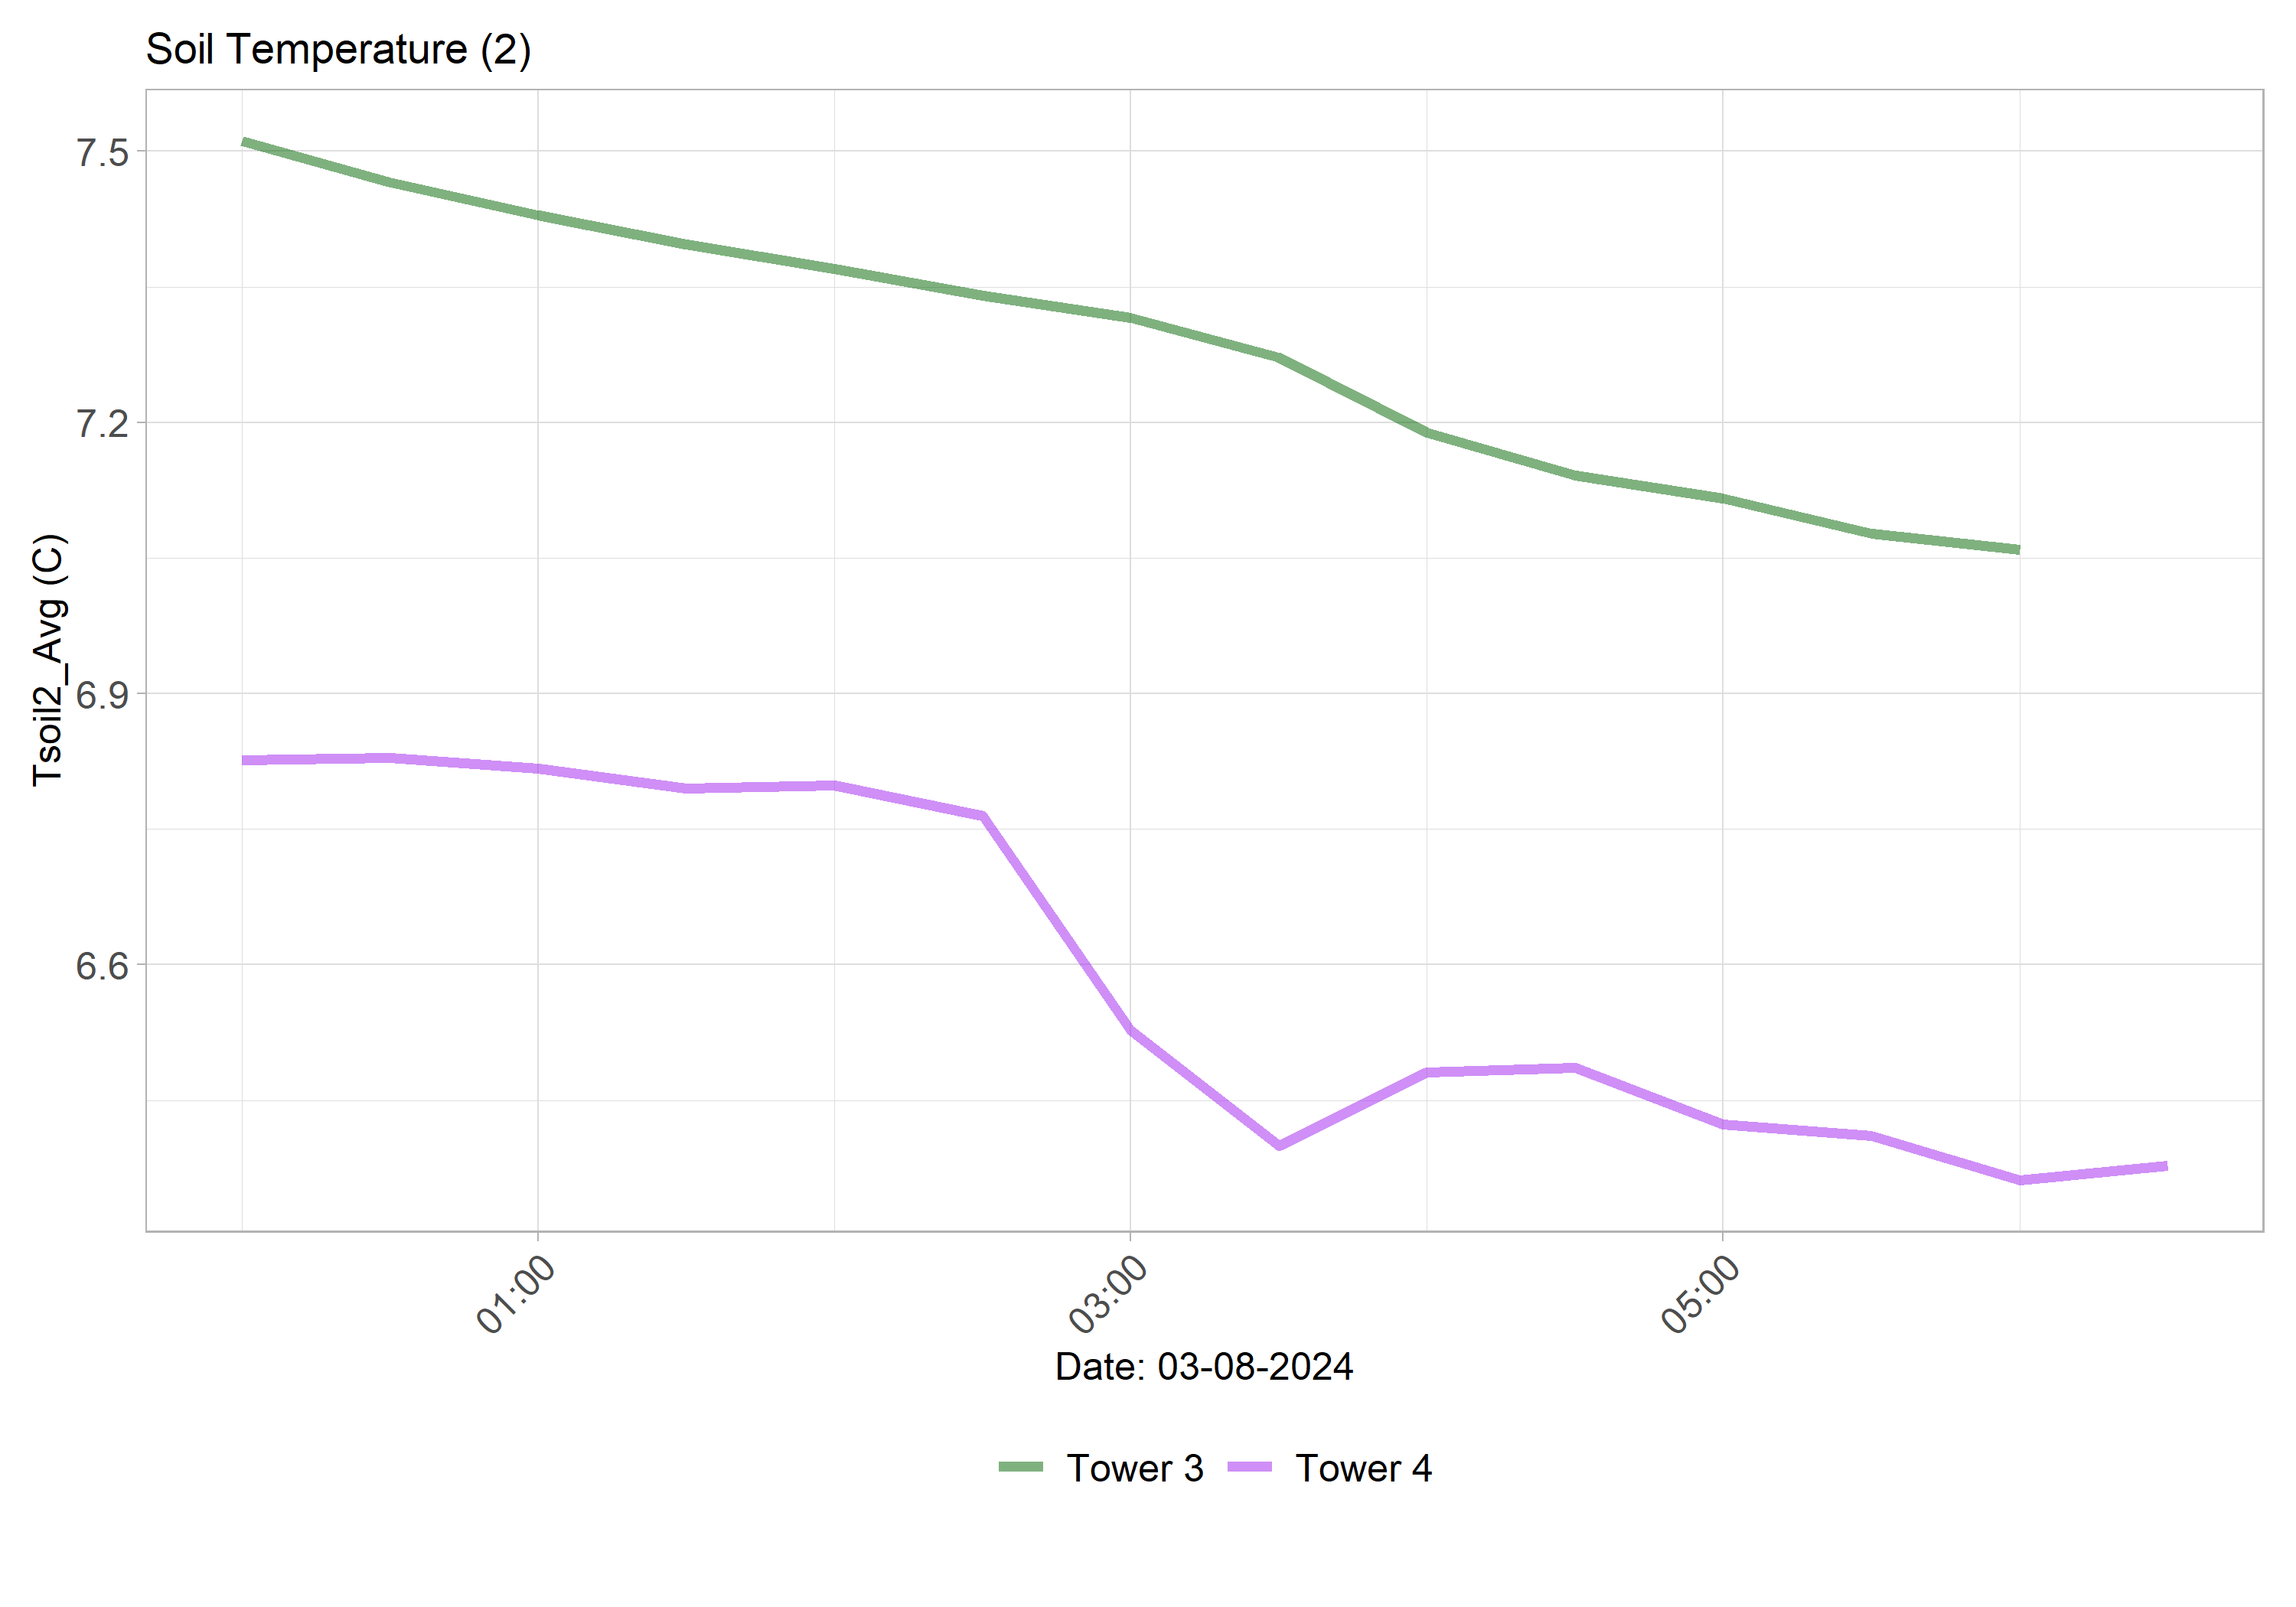 Soil Temperature (2)
7.5
7.2
6.9
6.6
Tsoil2_Avg (C)
01:00
03:00
05:00
Date: 03-08-2024
Tower 3
Tower 4